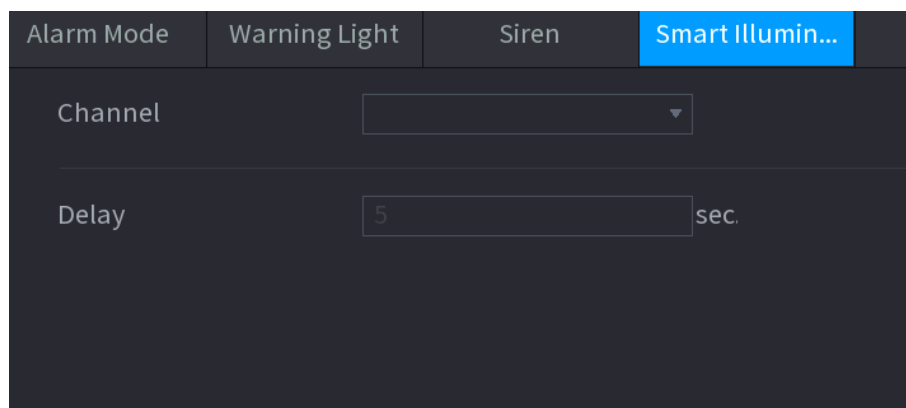 Alarm Mode Warning Light Siren Smart Illumin...
Channel
Delay 5 sec.